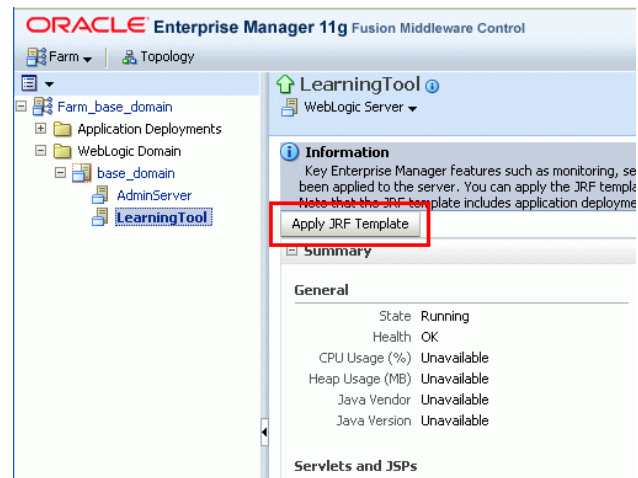 ORACLE Enterprise Manager 11g Fusion Middleware Control
Farm Topology
Farm_base_domain
Application Deployments
WebLogic Domain
base_domain
AdminServer
LearningTool
LearningTool
WebLogic Server
Information
Key Enterprise Manager features such as monitoring, se
been applied to the server. You can apply the JRF templa
Note that the JRF template includes application deployme
Apply JRF Template
Summary
General
State Running
Health OK
CPU Usage (%) Unavailable
Heap Usage (MB) Unavailable
Java Vendor Unavailable
Java Version Unavailable
Servlets and JSPs